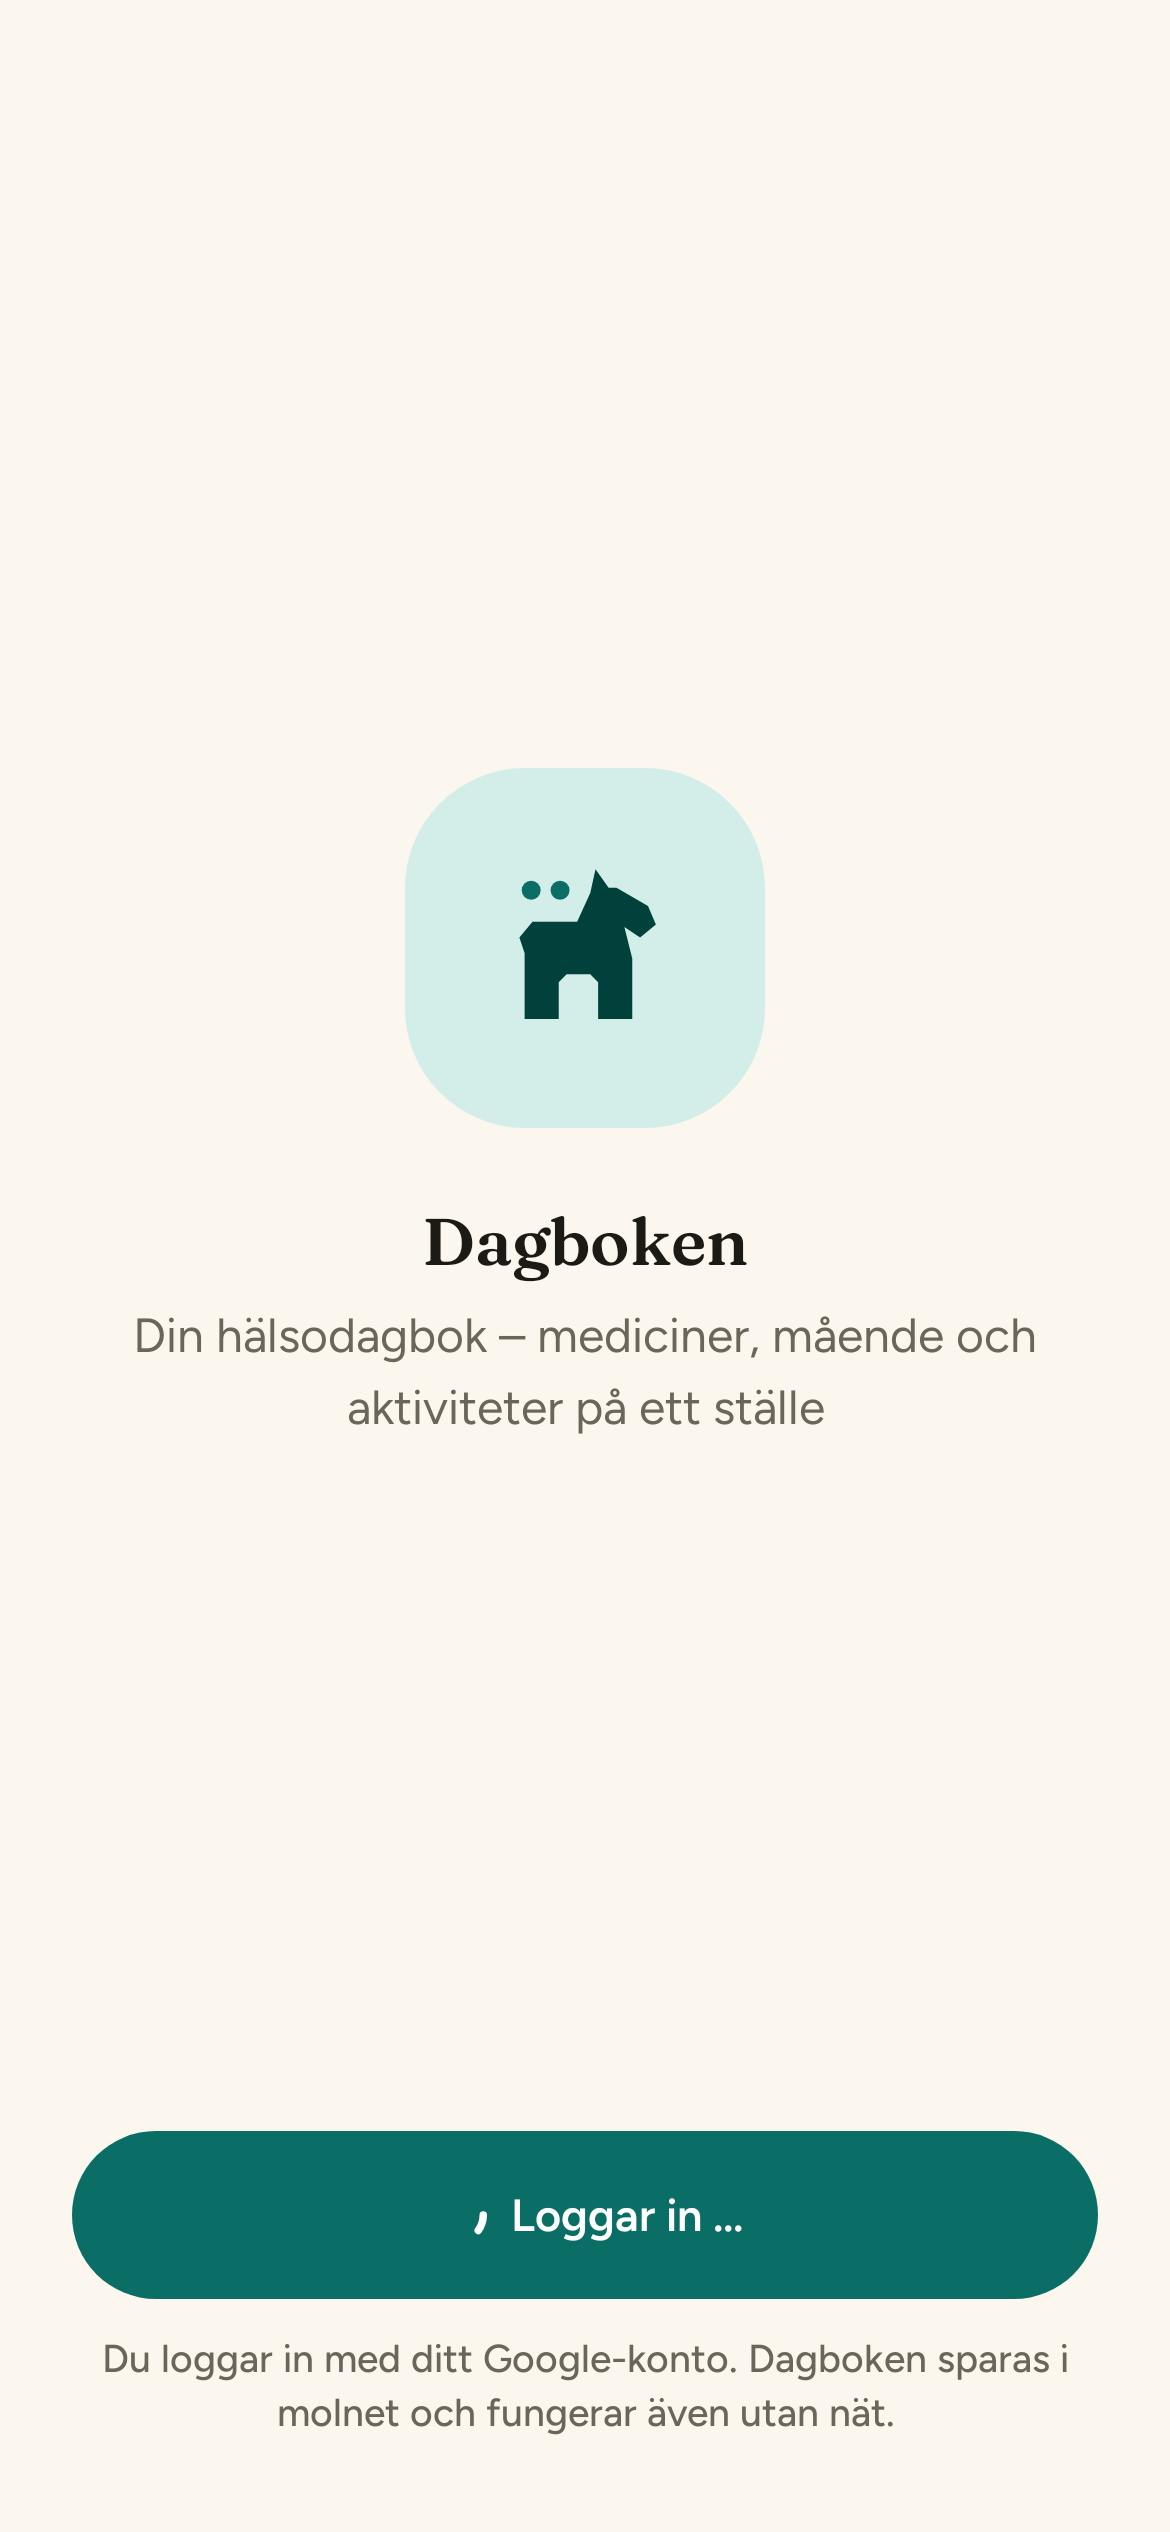 Dagboken
Din hälsodagbok – mediciner, mående och
aktiviteter på ett ställe
Loggar in ...
Du loggar in med ditt Google-konto. Dagboken sparas i
molnet och fungerar även utan nät.